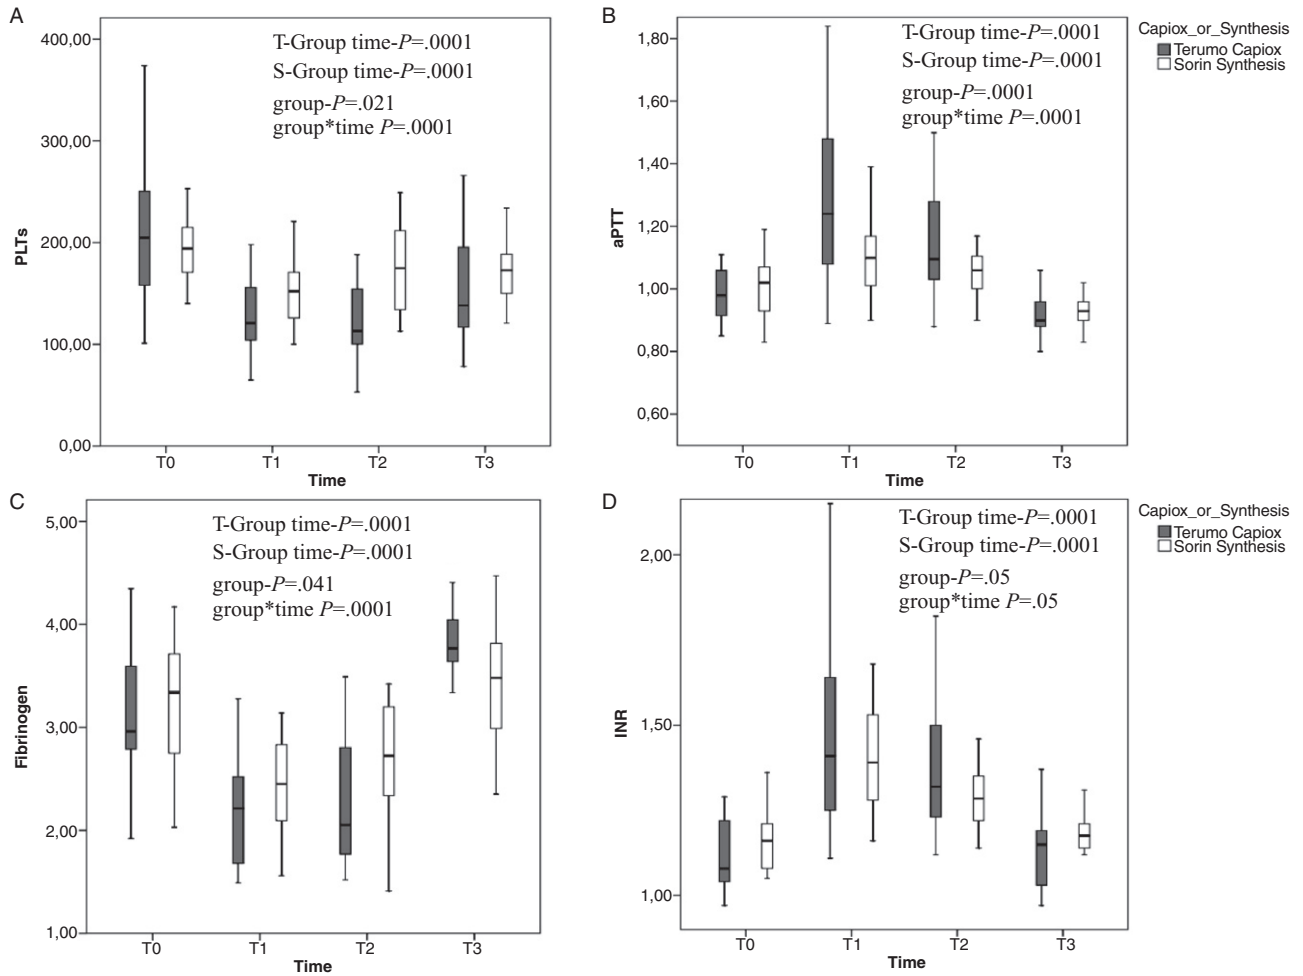 A
400,00
300,00
200,00
100,00
0,00
PLTs
T-Group time-P=.0001
S-Group time-P=.0001
group-P=.021
group*time P=.0001
T0 T1 T2 T3
Time
B
1,80
1,60
1,40
1,20
1,00
0,80
0,60
aPTT
T-Group time-P=.0001
S-Group time-P=.0001
group-P=.0001
group*time P=.0001
T0 T1 T2 T3
Time
Capiox_or_Synthesis
Terumo Capiox
Sorin Synthesis
C
5,00
4,00
3,00
2,00
1,00
Fibrinogen
T-Group time-P=.0001
S-Group time-P=.0001
group-P=.041
group*time P=.0001
T0 T1 T2 T3
Time
D
2,00
1,50
1,00
INR
T-Group time-P=.0001
S-Group time-P=.0001
group-P=.05
group*time P=.05
T0 T1 T2 T3
Time
Capiox_or_Synthesis
Terumo Capiox
Sorin Synthesis